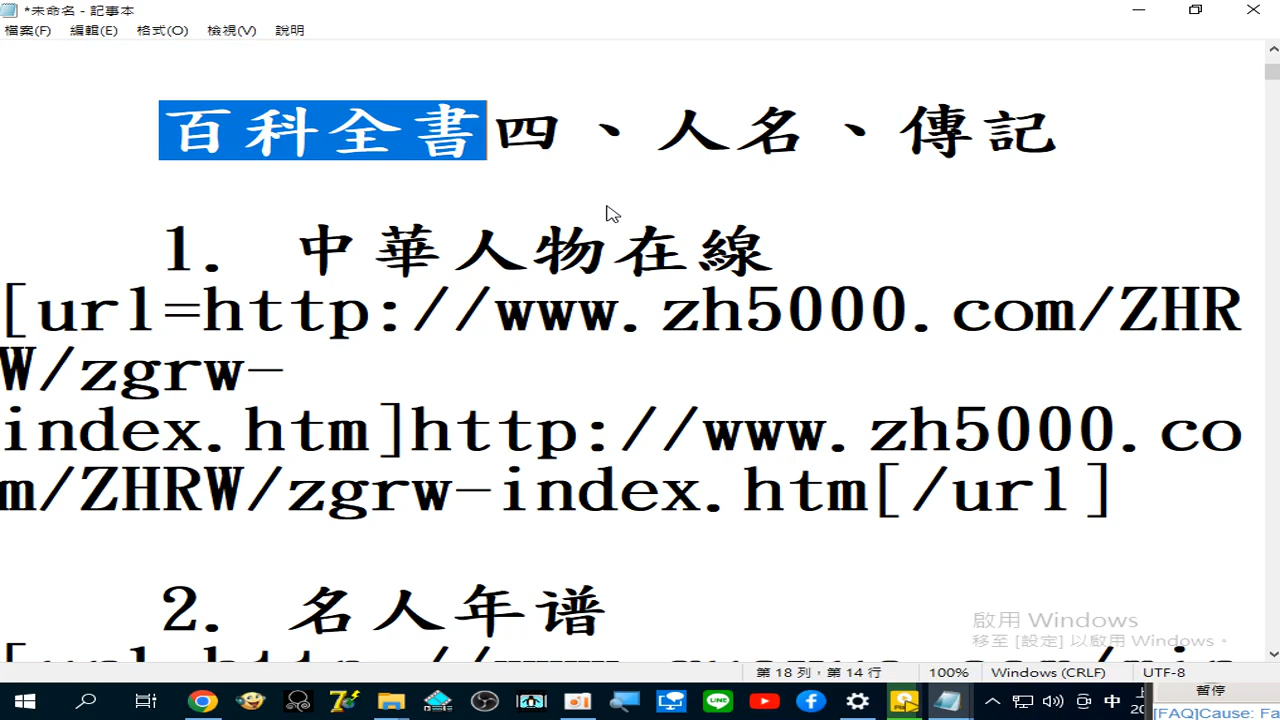 *未命名 - 記事本
檔案(F) 編輯(E) 格式(O) 檢視(V) 說明
百科全書四、人名、傳記
1. 中華人物在線
[url=http://www.zh5000.com/ZHR
W/zgrw-
index.htm]http://www.zh5000.co
m/ZHRW/zgrw-index.htm[/url]
2. 名人年谱
啟用 Windows
移至 [設定] 以啟用 Windows。
第 18 列，第 14 行 100% Windows (CRLF) UTF-8
中 上 暫停
20 [FAQ]Cause: Fa